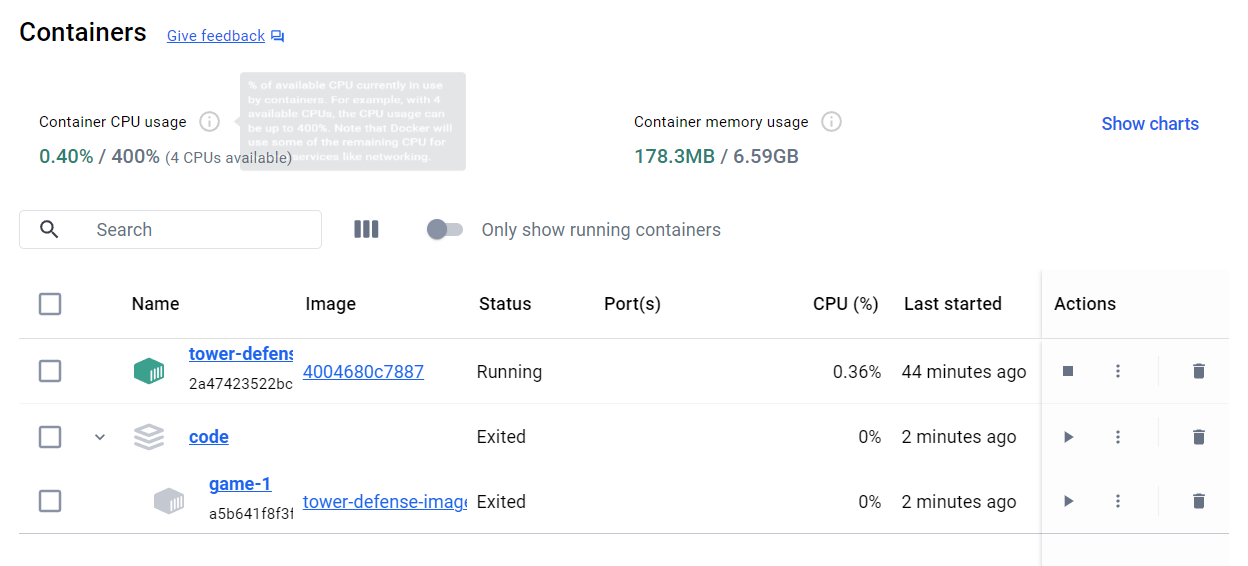 Containers Give feedback
% of available CPU currently in use
by containers. For example, with 4
available CPUs, the CPU usage can
be up to 400%. Note that Docker will
use some of the remaining CPU for
services like networking.
Container CPU usage
0.40% / 400% (4 CPUs available)
Container memory usage
178.3MB / 6.59GB
Show charts
Search
Only show running containers
Name Image Status Port(s) CPU (%) Last started Actions
tower-defens
2a47423522bc
4004680c7887 Running 0.36% 44 minutes ago
code Exited 0% 2 minutes ago
game-1
a5b641f8f3f
tower-defense-image Exited 0% 2 minutes ago